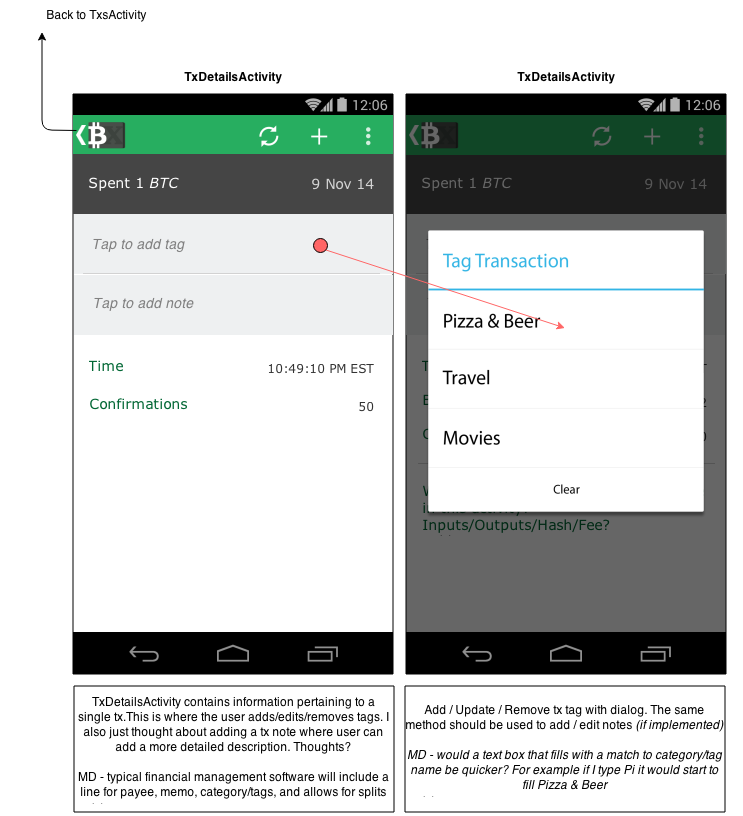 Back to TxsActivity
TxDetailsActivity
12:06
Spent 1 BTC
9 Nov 14
Tap to add tag
Tap to add note
Time
10:49:10 PM EST
Confirmations
50
TxDetailsActivity contains information pertaining to a
single tx.This is where the user adds/edits/removes tags. I
also just thought about adding a tx note where user can
add a more detailed description. Thoughts?
MD - typical financial management software will include a
line for payee, memo, category/tags, and allows for splits
TxDetailsActivity
12:06
Spent 1 BTC
9 Nov 14
Tag Transaction
Pizza & Beer
Travel
Movies
Clear
Inputs/Outputs/Hash/Fee?
Add / Update / Remove tx tag with dialog. The same
method should be used to add / edit notes (if implemented)
MD - would a text box that fills with a match to category/tag
name be quicker? For example if I type Pi it would start to
fill Pizza & Beer